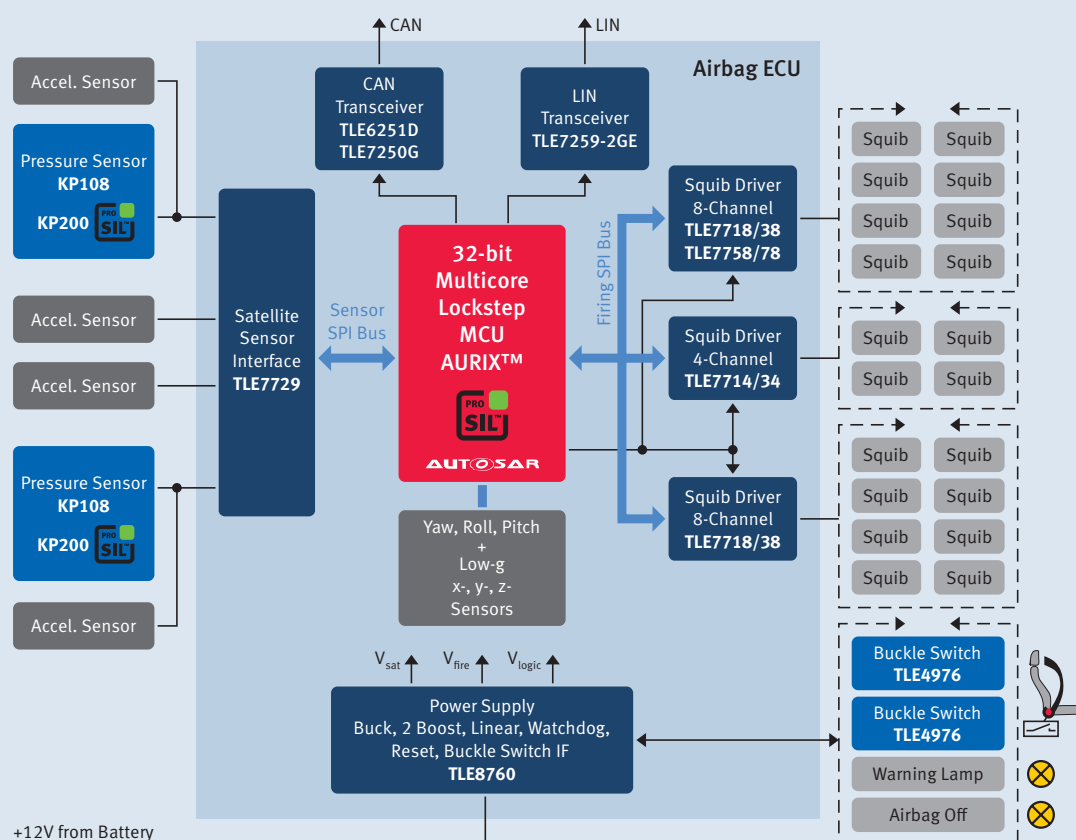 CAN
LIN
Airbag ECU
Accel. Sensor
Pressure Sensor
KP108
KP200
PRO
SIL™
Accel. Sensor
Accel. Sensor
Pressure Sensor
KP108
KP200
PRO
SIL™
Accel. Sensor
CAN
Transceiver
TLE6251D
TLE7250G
LIN
Transceiver
TLE7259-2GE
Satellite
Sensor
Interface
TLE7729
Sensor
SPI Bus
32-bit
Multicore
Lockstep
MCU
AURIX™
PRO
SIL™
AUTOSAR
Firing SPI Bus
Squib Driver
8-Channel
TLE7718/38
TLE7758/78
Squib Driver
4-Channel
TLE7714/34
Squib Driver
8-Channel
TLE7718/38
Squib Squib
Squib Squib
Squib Squib
Squib Squib
Squib Squib
Squib Squib
Squib Squib
Squib Squib
Squib Squib
Squib Squib
Yaw, Roll, Pitch
+
Low-g
x-, y-, z-
Sensors
Vsat Vfire Vlogic
Power Supply
Buck, 2 Boost, Linear, Watchdog,
Reset, Buckle Switch IF
TLE8760
Buckle Switch
TLE4976
Buckle Switch
TLE4976
Warning Lamp
Airbag Off
+12V from Battery